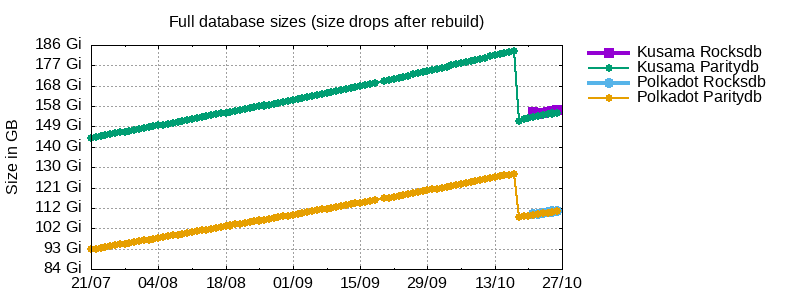 Full database sizes (size drops after rebuild)
186 Gi
177 Gi
168 Gi
158 Gi
149 Gi
140 Gi
130 Gi
121 Gi
112 Gi
102 Gi
93 Gi
84 Gi
Size in GB
21/07
04/08
18/08
01/09
15/09
29/09
13/10
27/10
Kusama Rocksdb
Kusama Paritydb
Polkadot Rocksdb
Polkadot Paritydb